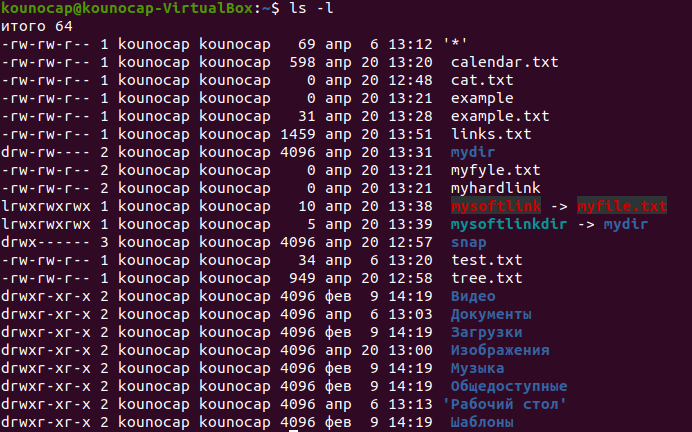 kounocap@kounocap-VirtualBox:~$ ls -l
итого 64
-rw-rw-r-- 1 kounocap kounocap   69 апр  6 13:12 '*'
-rw-rw-r-- 1 kounocap kounocap  598 апр 20 13:20  calendar.txt
-rw-rw-r-- 1 kounocap kounocap    0 апр 20 12:48  cat.txt
-rw-rw-r-- 1 kounocap kounocap    0 апр 20 13:21  example
-rw-rw-r-- 1 kounocap kounocap   31 апр 20 13:28  example.txt
-rw-rw-r-- 1 kounocap kounocap 1459 апр 20 13:51  links.txt
drw-rw---- 2 kounocap kounocap 4096 апр 20 13:31  mydir
-rw-rw-r-- 2 kounocap kounocap    0 апр 20 13:21  myfyle.txt
-rw-rw-r-- 2 kounocap kounocap    0 апр 20 13:21  myhardlink
lrwxrwxrwx 1 kounocap kounocap   10 апр 20 13:38  mysoftlink -> myfile.txt
lrwxrwxrwx 1 kounocap kounocap    5 апр 20 13:39  mysoftlinkdir -> mydir
drwx------ 3 kounocap kounocap 4096 апр 20 12:57  snap
-rw-rw-r-- 1 kounocap kounocap   34 апр  6 13:20  test.txt
-rw-rw-r-- 1 kounocap kounocap  949 апр 20 12:58  tree.txt
drwxr-xr-x 2 kounocap kounocap 4096 фев  9 14:19  Видео
drwxr-xr-x 2 kounocap kounocap 4096 апр  6 13:03  Документы
drwxr-xr-x 2 kounocap kounocap 4096 фев  9 14:19  Загрузки
drwxr-xr-x 2 kounocap kounocap 4096 апр 20 13:00  Изображения
drwxr-xr-x 2 kounocap kounocap 4096 фев  9 14:19  Музыка
drwxr-xr-x 2 kounocap kounocap 4096 фев  9 14:19  Общедоступные
drwxr-xr-x 2 kounocap kounocap 4096 апр  6 13:13 'Рабочий стол'
drwxr-xr-x 2 kounocap kounocap 4096 фев  9 14:19  Шаблоны